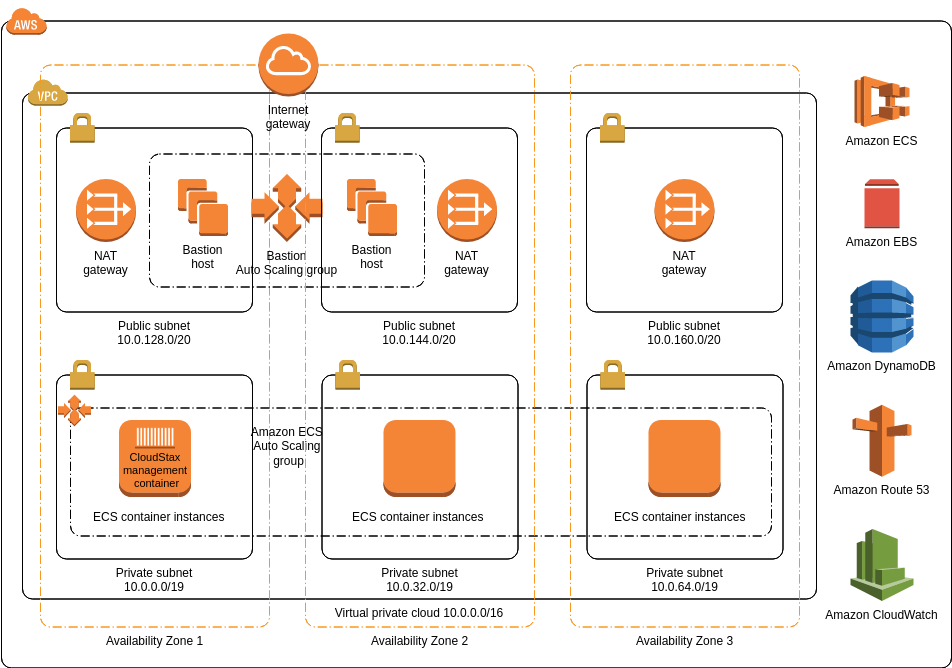 AWS
VPC
Internet
gateway
NAT
gateway
Bastion
host
Bastion
Auto Scaling group
Bastion
host
NAT
gateway
NAT
gateway
Public subnet
10.0.128.0/20
Public subnet
10.0.144.0/20
Public subnet
10.0.160.0/20
CloudStax
management
container
ECS container instances
Amazon ECS
Auto Scaling
group
ECS container instances
ECS container instances
Private subnet
10.0.0.0/19
Private subnet
10.0.32.0/19
Private subnet
10.0.64.0/19
Virtual private cloud 10.0.0.0/16
Availability Zone 1
Availability Zone 2
Availability Zone 3
Amazon ECS
Amazon EBS
Amazon DynamoDB
Amazon Route 53
Amazon CloudWatch